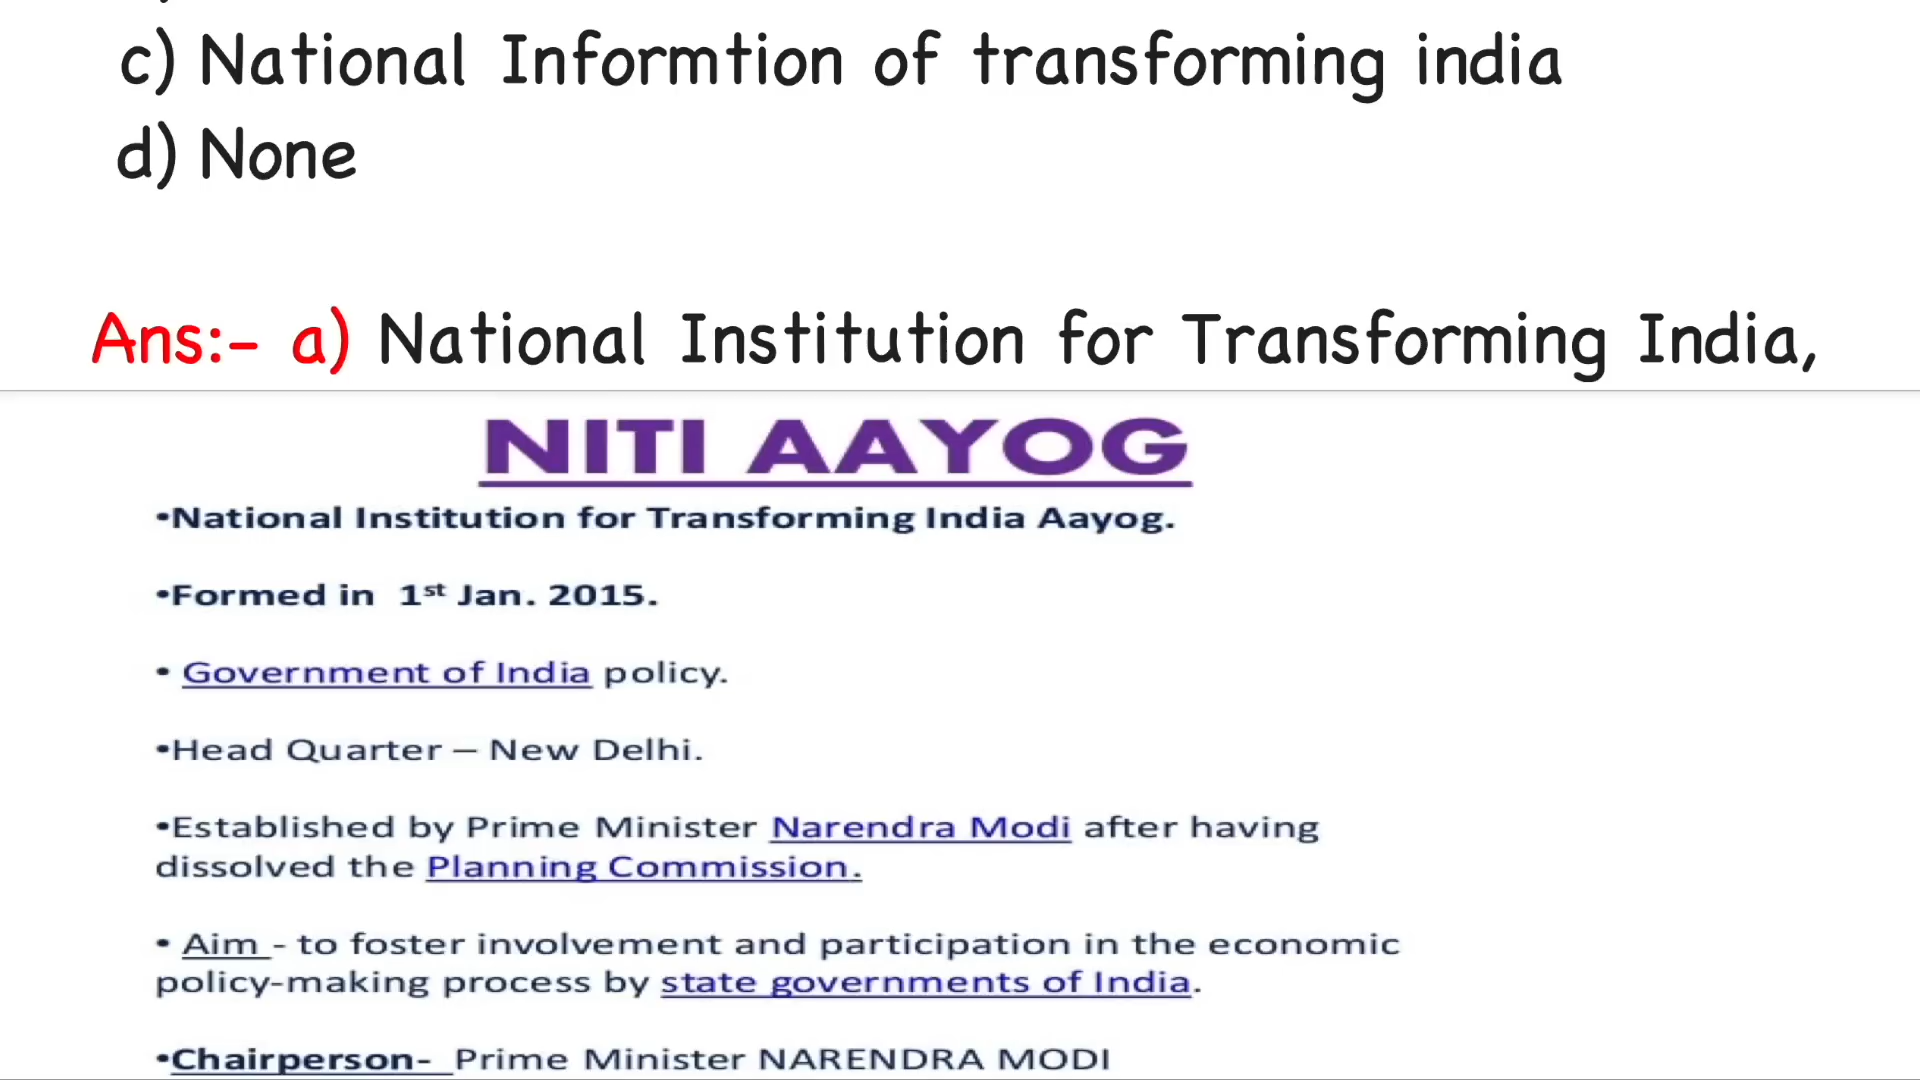 c) National Informtion of transforming india
d) None
Ans:- a) National Institution for Transforming India,
NITI AAYOG
•National Institution for Transforming India Aayog.
•Formed in 1st Jan. 2015.
• Government of India policy.
•Head Quarter – New Delhi.
•Established by Prime Minister Narendra Modi after having
dissolved the Planning Commission.
• Aim - to foster involvement and participation in the economic
policy-making process by state governments of India.
•Chairperson- Prime Minister NARENDRA MODI